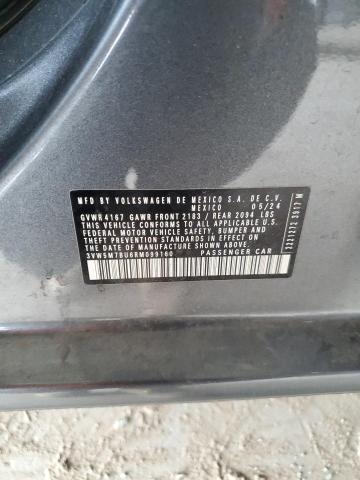 MFD BY VOLKSWAGEN DE MEXICO S.A. DE C.V.
MEXICO 05/24
GVWR 4167 GAWR FRONT 2183 / REAR 2094 LBS
THIS VEHICLE CONFORMS TO ALL APPLICABLE U.S.
FEDERAL MOTOR VEHICLE SAFETY, BUMPER AND
THEFT PREVENTION STANDARDS IN EFFECT
ON THE DATE OF MANUFACTURE SHOWN ABOVE.
3VW5M7BU6RM099160 PASSENGER CAR